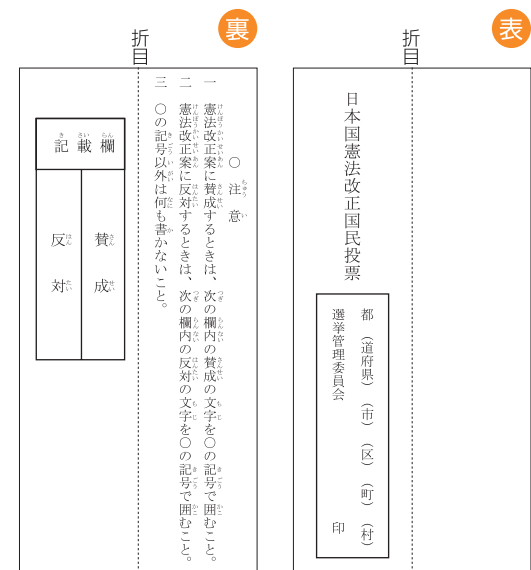 表
折目
日本国憲法改正国民投票
都（道府県）（市）（区）（町）（村）
選挙管理委員会 印
裏
折目
○注意
一 憲法改正案に賛成するときは、次の欄内の賛成の文字を○の記号で囲むこと。
二 憲法改正案に反対するときは、次の欄内の反対の文字を○の記号で囲むこと。
三 ○の記号以外は何も書かないこと。
記載欄
賛成
反対